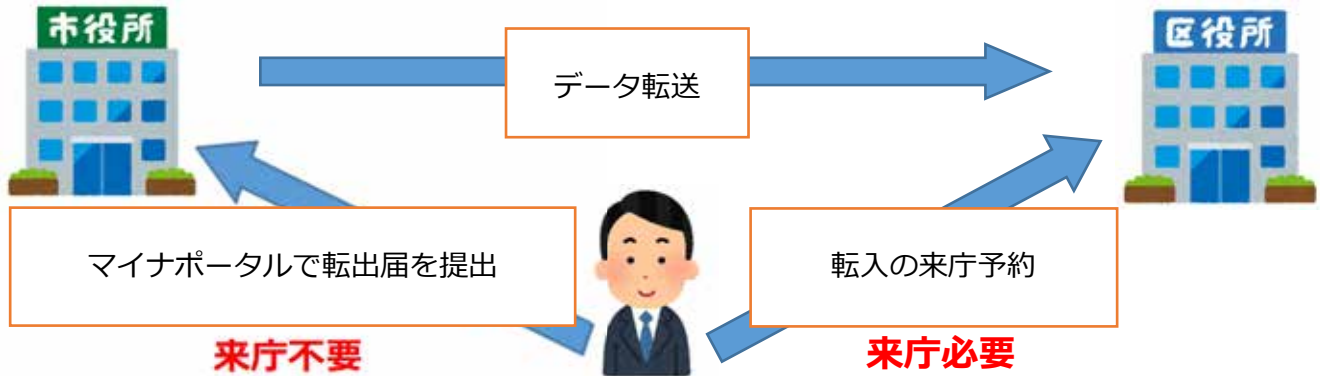 市役所
区役所
データ転送
マイナポータルで転出届を提出
転入の来庁予約
来庁不要
来庁必要